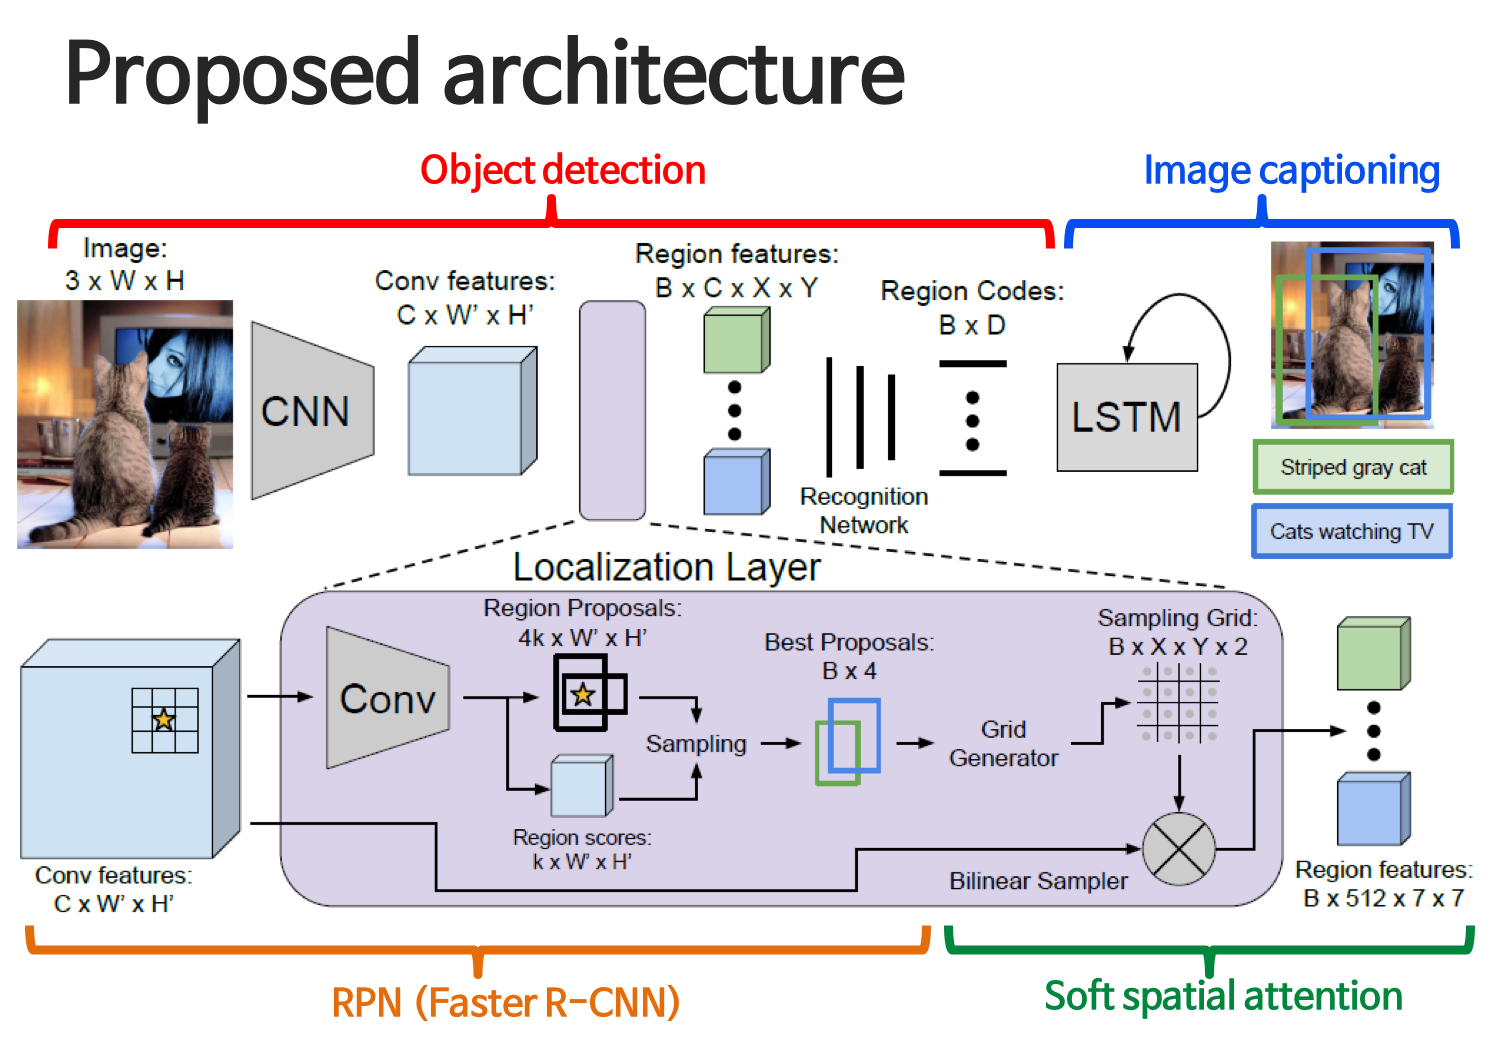 Proposed architecture
Object detection
Image captioning
Image:
3 x W x H
Conv features:
C x W' x H'
Region features:
B x C x X x Y
Region Codes:
B x D
CNN
LSTM
Recognition
Network
Striped gray cat
Cats watching TV
Localization Layer
Region Proposals:
4k x W' x H'
Conv
Sampling
Region scores:
k x W' x H'
Best Proposals:
B x 4
Grid
Generator
Sampling Grid:
B x X x Y x 2
Bilinear Sampler
Conv features:
C x W' x H'
Region features:
B x 512 x 7 x 7
RPN (Faster R-CNN)
Soft spatial attention